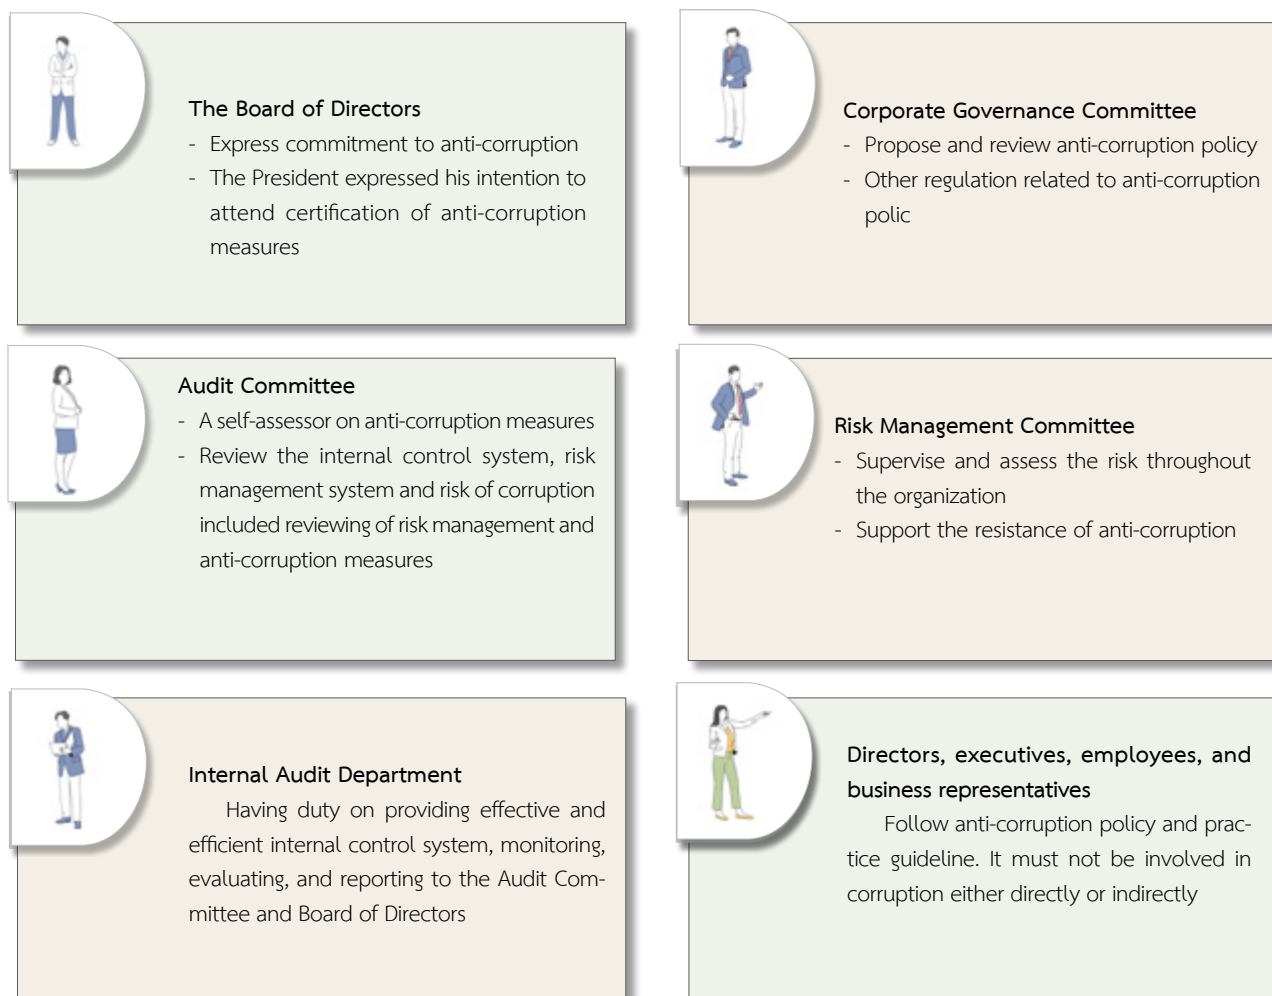 The Board of Directors
- Express commitment to anti-corruption
- The President expressed his intention to
attend certification of anti-corruption
measures
Corporate Governance Committee
- Propose and review anti-corruption policy
- Other regulation related to anti-corruption
polic
Audit Committee
- A self-assessor on anti-corruption measures
- Review the internal control system, risk
management system and risk of corruption
included reviewing of risk management and
anti-corruption measures
Risk Management Committee
- Supervise and assess the risk throughout
the organization
- Support the resistance of anti-corruption
Internal Audit Department
Having duty on providing effective and
efficient internal control system, monitoring,
evaluating, and reporting to the Audit Com-
mittee and Board of Directors
Directors, executives, employees, and
business representatives
Follow anti-corruption policy and prac-
tice guideline. It must not be involved in
corruption either directly or indirectly